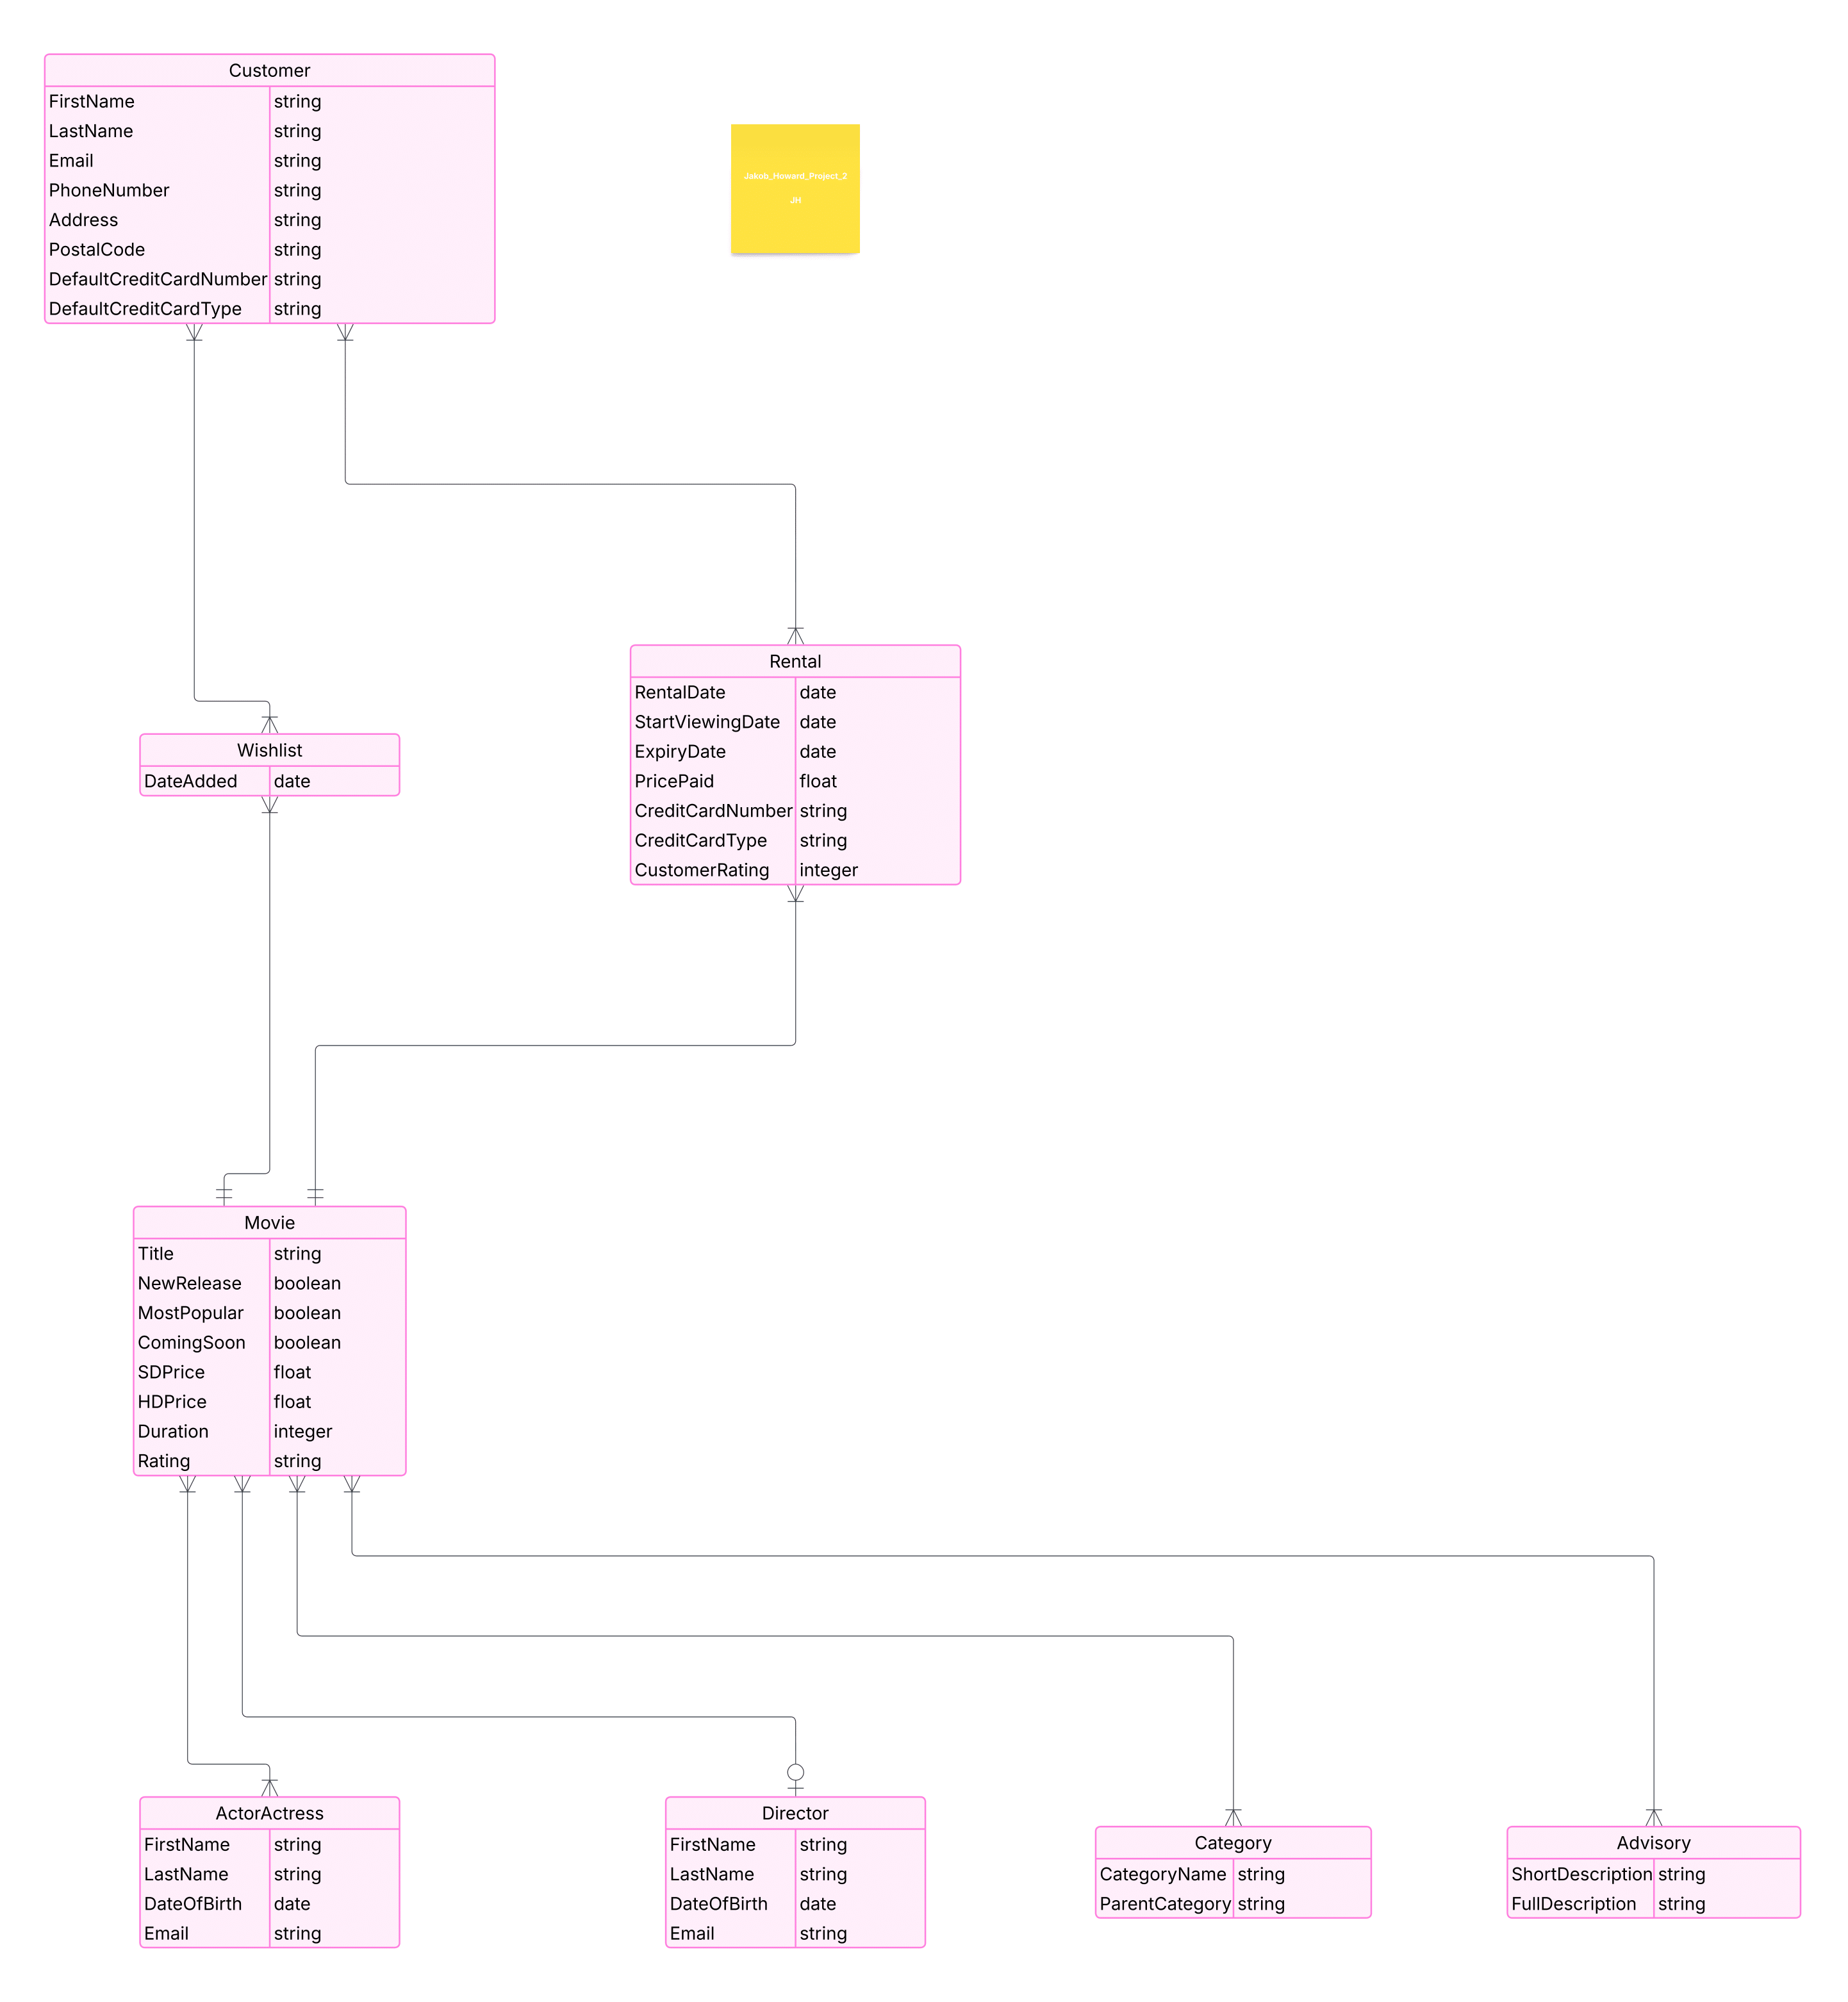 Customer
FirstName string
LastName string
Email string
PhoneNumber string
Address string
PostalCode string
DefaultCreditCardNumber string
DefaultCreditCardType string
Jakob_Howard_Project_2
JH
Rental
RentalDate date
StartViewingDate date
ExpiryDate date
PricePaid float
CreditCardNumber string
CreditCardType string
CustomerRating integer
Wishlist
DateAdded date
Movie
Title string
NewRelease boolean
MostPopular boolean
ComingSoon boolean
SDPrice float
HDPrice float
Duration integer
Rating string
ActorActress
FirstName string
LastName string
DateOfBirth date
Email string
Director
FirstName string
LastName string
DateOfBirth date
Email string
Category
CategoryName string
ParentCategory string
Advisory
ShortDescription string
FullDescription string